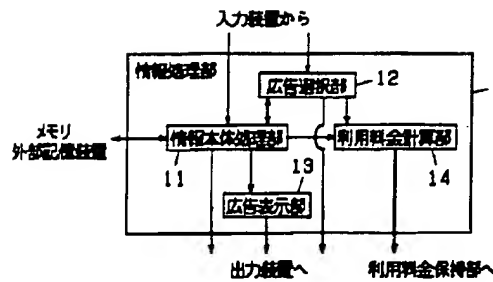 入力装置から
情報処理部
広告選択部
12
メモリ
外部記憶装置
情報本体処理部
利用料金計算部
11
13
14
広告表示部
出力装置へ
利用料金保持部へ